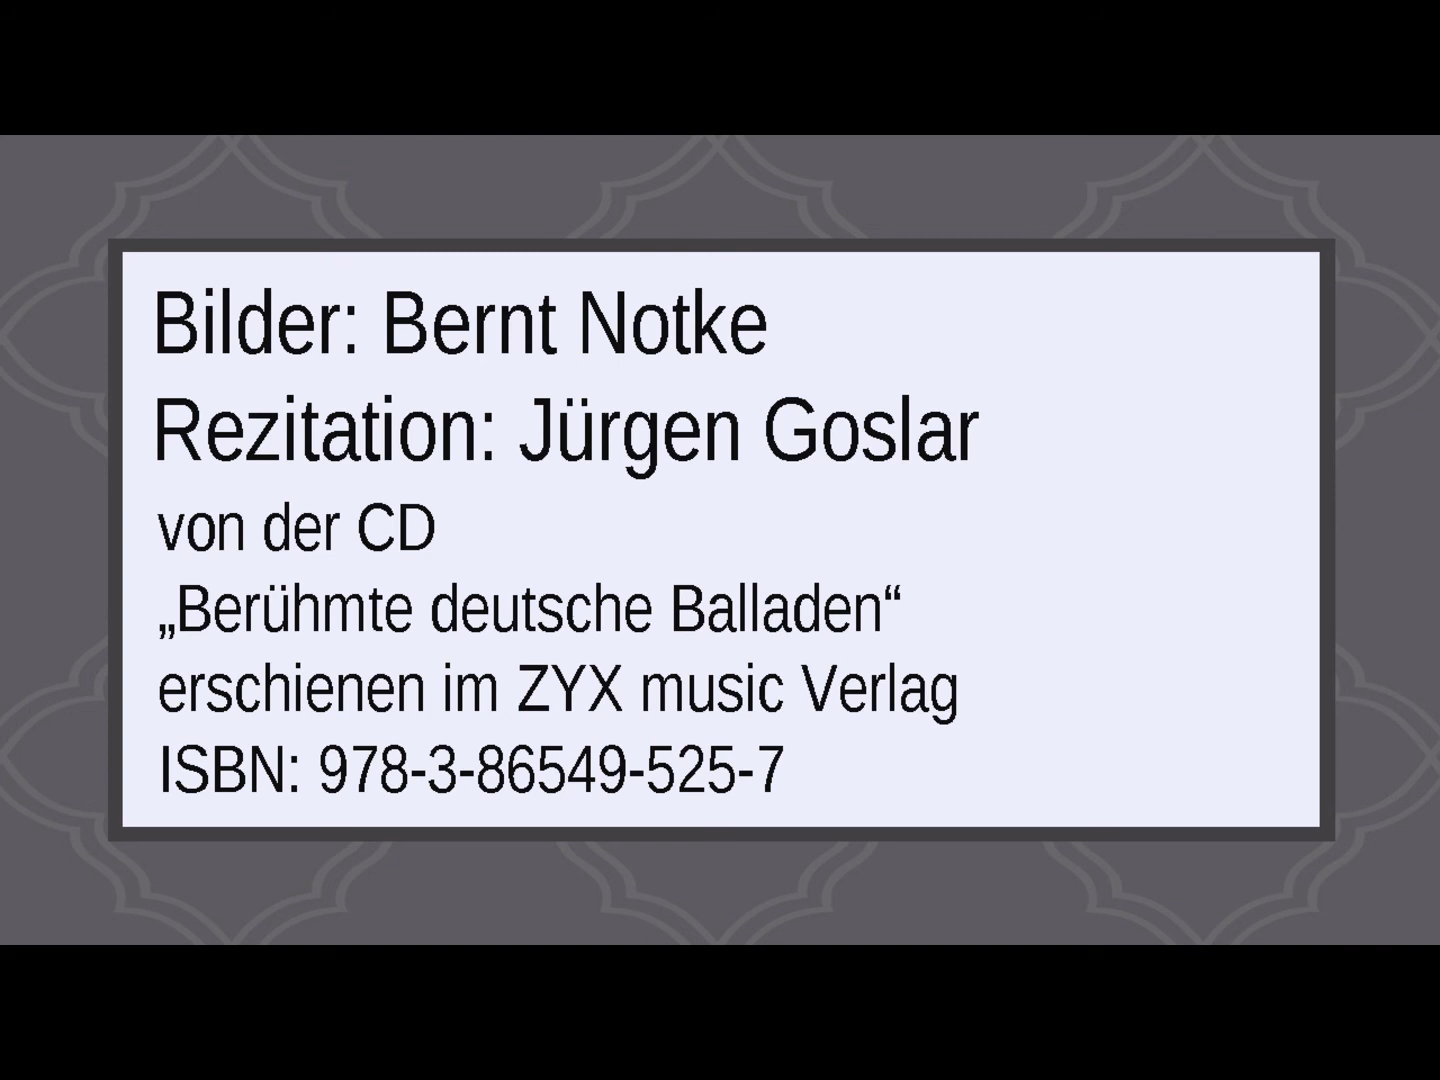 Bilder: Bernt Notke
Rezitation: Jürgen Goslar
von der CD
„Berühmte deutsche Balladen“
erschienen im ZYX music Verlag
ISBN: 978-3-86549-525-7